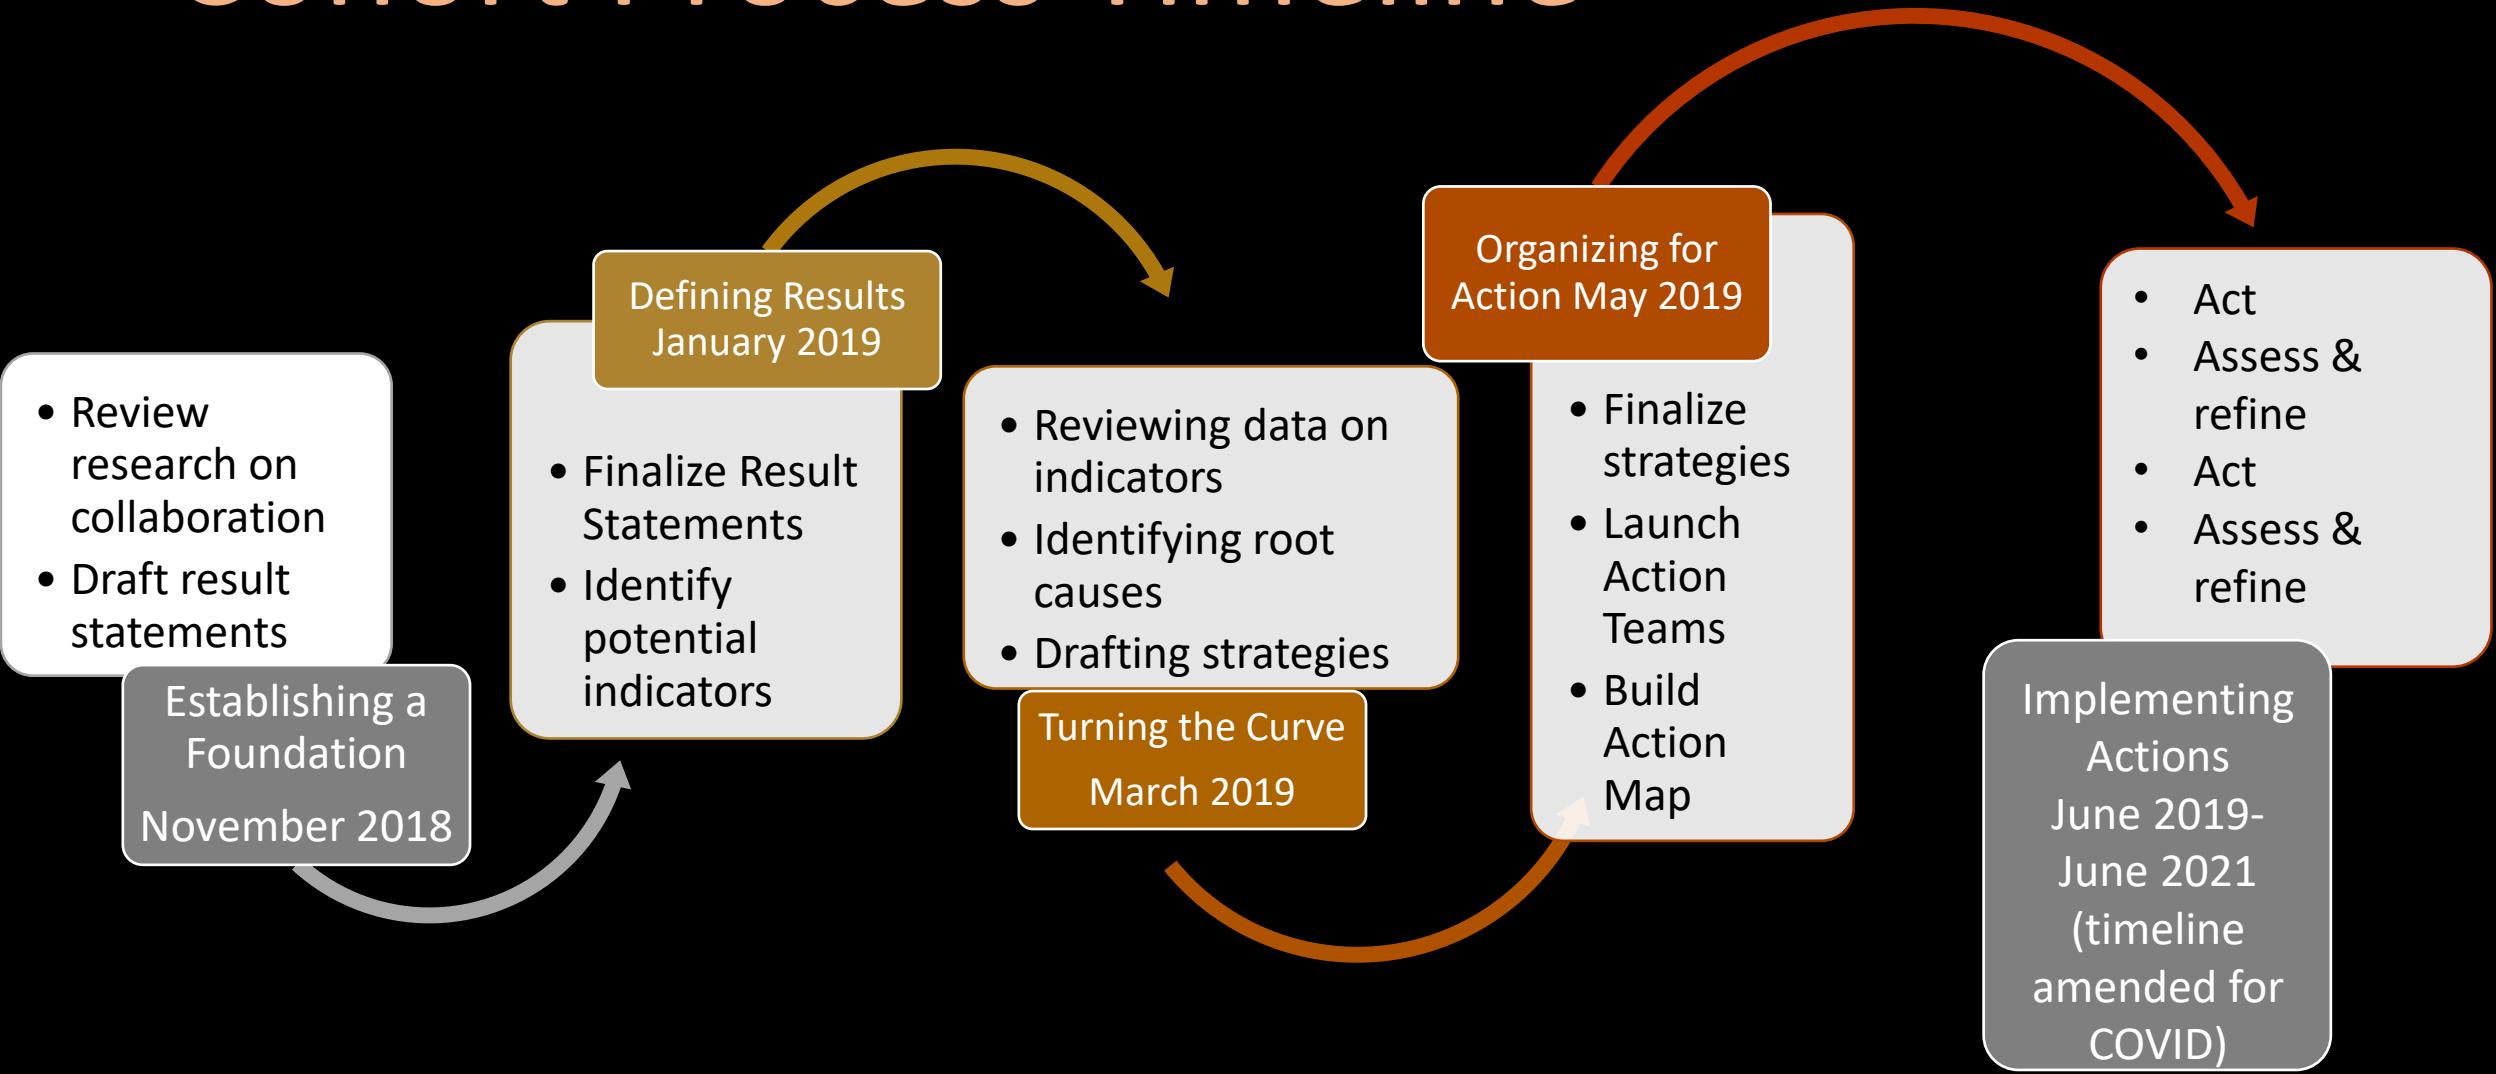 • Review
research on
collaboration
• Draft result
statements
Establishing a
Foundation
November 2018
Defining Results
January 2019
• Finalize Result
Statements
• Identify
potential
indicators
• Reviewing data on
indicators
• Identifying root
causes
• Drafting strategies
Turning the Curve
March 2019
Organizing for
Action May 2019
• Finalize
strategies
• Launch
Action
Teams
• Build
Action
Map
• Act
• Assess &
refine
• Act
• Assess &
refine
Implementing
Actions
June 2019-
June 2021
(timeline
amended for
COVID)